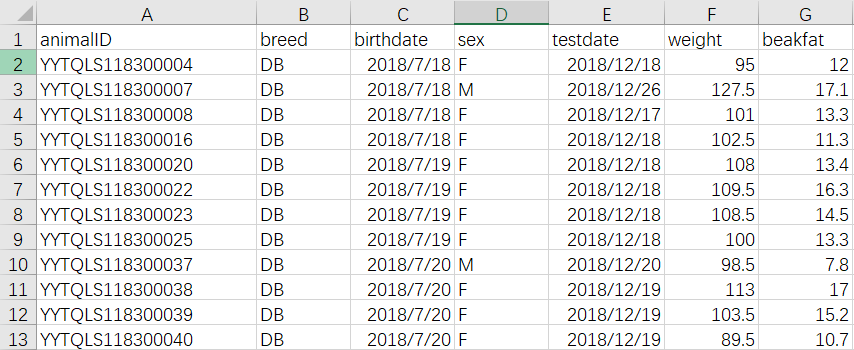 A B C D E F G
1 animalID breed birthdate sex testdate weight beakfat
2 YYTQLS118300004 DB 2018/7/18 F 2018/12/18 95 12
3 YYTQLS118300007 DB 2018/7/18 M 2018/12/26 127.5 17.1
4 YYTQLS118300008 DB 2018/7/18 F 2018/12/17 101 13.3
5 YYTQLS118300016 DB 2018/7/18 F 2018/12/18 102.5 11.3
6 YYTQLS118300020 DB 2018/7/19 F 2018/12/18 108 13.4
7 YYTQLS118300022 DB 2018/7/19 F 2018/12/18 109.5 16.3
8 YYTQLS118300023 DB 2018/7/19 F 2018/12/18 108.5 14.5
9 YYTQLS118300025 DB 2018/7/19 F 2018/12/18 100 13.3
10 YYTQLS118300037 DB 2018/7/20 M 2018/12/20 98.5 7.8
11 YYTQLS118300038 DB 2018/7/20 F 2018/12/19 113 17
12 YYTQLS118300039 DB 2018/7/20 F 2018/12/19 103.5 15.2
13 YYTQLS118300040 DB 2018/7/20 F 2018/12/19 89.5 10.7